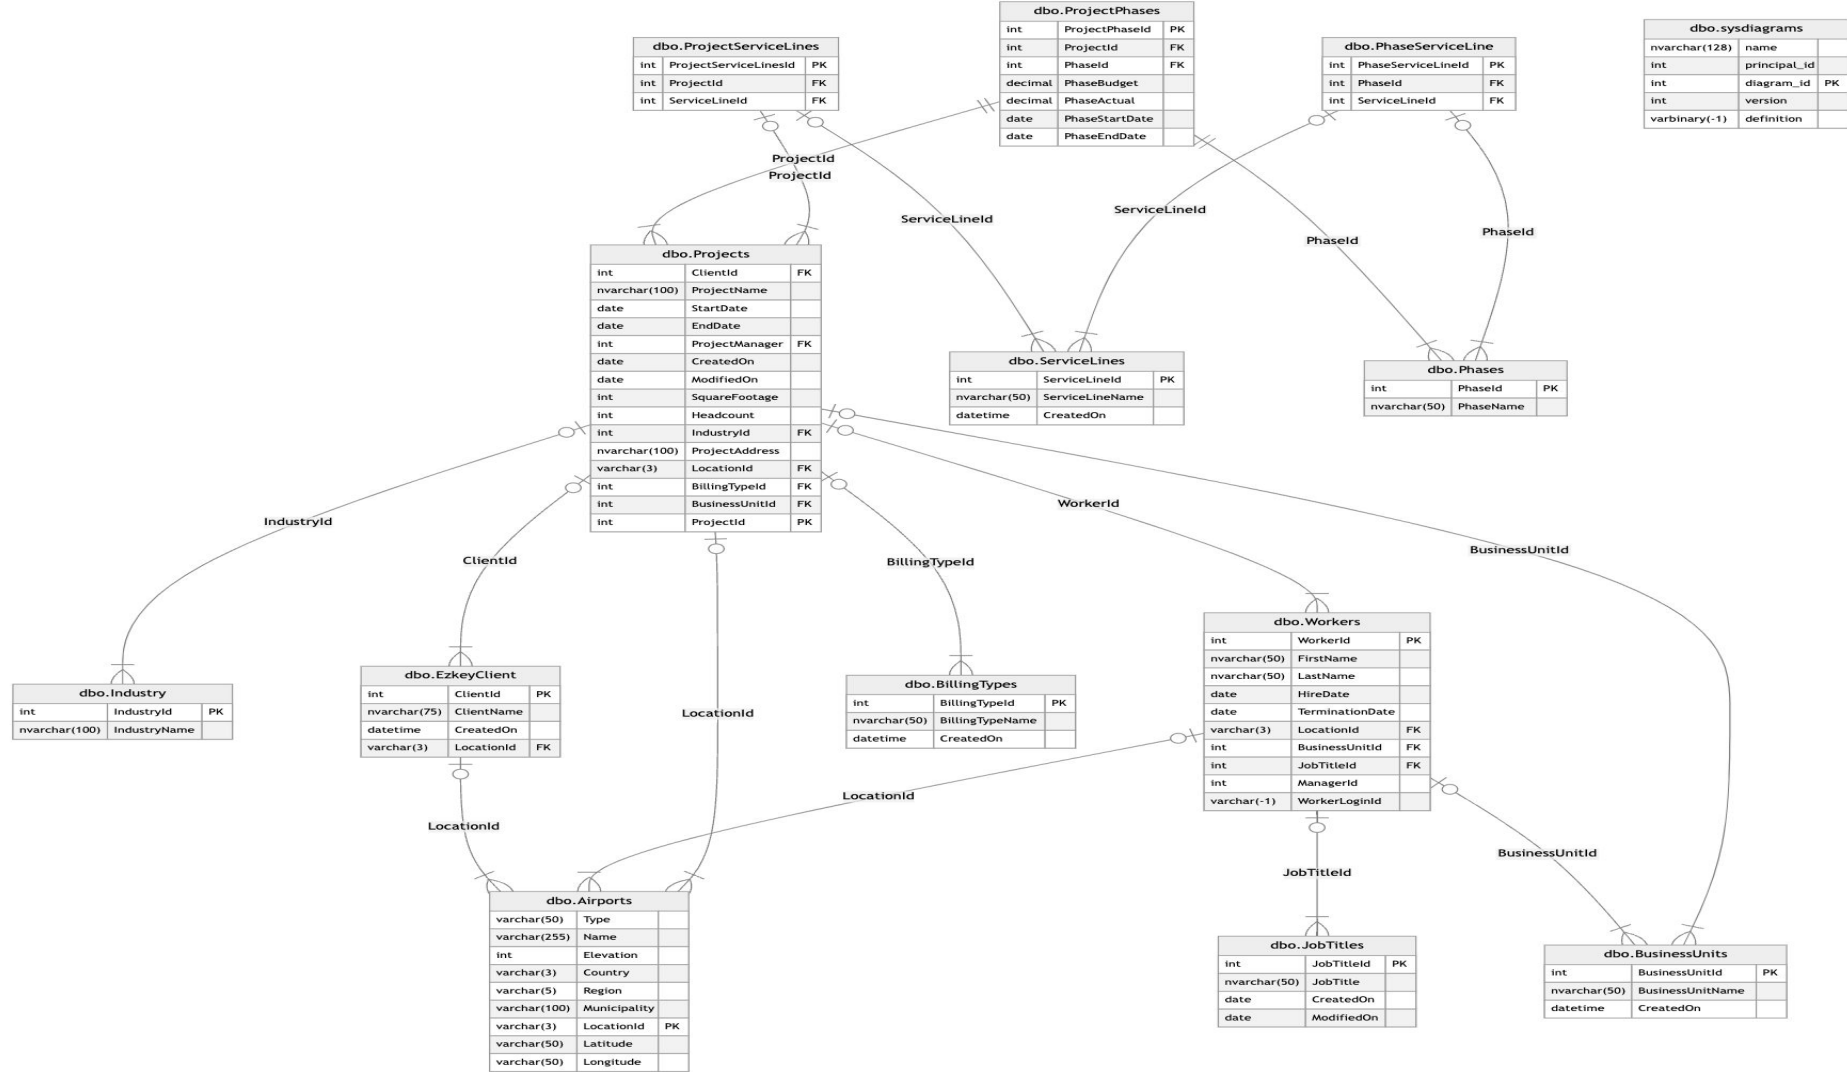 dbo.ProjectPhases
int ProjectPhaseId PK
int ProjectId FK
int PhaseId FK
decimal PhaseBudget
decimal PhaseActual
date PhaseStartDate
date PhaseEndDate
dbo.ProjectServiceLines
int ProjectServiceLinesId PK
int ProjectId FK
int ServiceLineId FK
dbo.PhaseServiceLine
int PhaseServiceLineId PK
int PhaseId FK
int ServiceLineId FK
dbo.sysdiagrams
nvarchar(128) name
int principal_id
int diagram_id PK
int version
varbinary(-1) definition
ProjectId
ProjectId
ServiceLineId
ServiceLineId
PhaseId
PhaseId
dbo.Projects
int ClientId FK
nvarchar(100) ProjectName
date StartDate
date EndDate
int ProjectManager FK
date CreatedOn
date ModifiedOn
int SquareFootage
int Headcount
int IndustryId FK
nvarchar(100) ProjectAddress
varchar(3) LocationId FK
int BillingTypeId FK
int BusinessUnitId FK
int ProjectId PK
dbo.ServiceLines
int ServiceLineId PK
nvarchar(50) ServiceLineName
datetime CreatedOn
dbo.Phases
int PhaseId PK
nvarchar(50) PhaseName
IndustryId
ClientId
BillingTypeId
WorkerId
BusinessUnitId
dbo.Industry
int IndustryId PK
nvarchar(100) IndustryName
dbo.EzkeyClient
int ClientId PK
nvarchar(75) ClientName
datetime CreatedOn
varchar(3) LocationId FK
LocationId
dbo.BillingTypes
int BillingTypeId PK
nvarchar(50) BillingTypeName
datetime CreatedOn
dbo.Workers
int WorkerId PK
nvarchar(50) FirstName
nvarchar(50) LastName
date HireDate
date TerminationDate
varchar(3) LocationId FK
int BusinessUnitId FK
int JobTitleId FK
int ManagerId
varchar(-1) WorkerLoginId
LocationId
LocationId
JobTitleId
BusinessUnitId
dbo.Airports
varchar(50) Type
varchar(255) Name
int Elevation
varchar(3) Country
varchar(5) Region
varchar(100) Municipality
varchar(3) LocationId PK
varchar(50) Latitude
varchar(50) Longitude
dbo.JobTitles
int JobTitleId PK
nvarchar(50) JobTitle
date CreatedOn
date ModifiedOn
dbo.BusinessUnits
int BusinessUnitId PK
nvarchar(50) BusinessUnitName
datetime CreatedOn